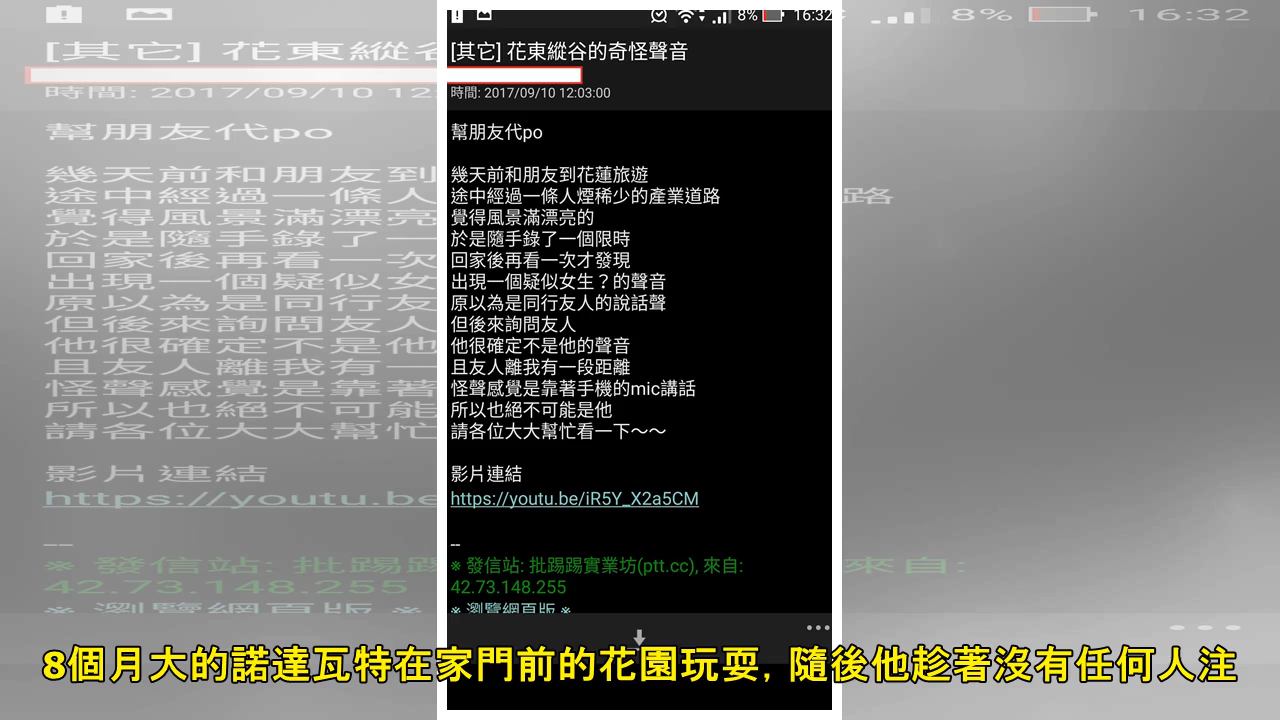 8% 16:32
[其它] 花東縱谷的奇怪聲音
時間: 2017/09/10 12:03:00
幫朋友代po
幾天前和朋友到花蓮旅遊
途中經過一條人煙稀少的產業道路
覺得風景滿漂亮的
於是隨手錄了一個限時
回家後再看一次才發現
出現一個疑似女生？的聲音
原以為是同行友人的說話聲
但後來詢問友人
他很確定不是他的聲音
且友人離我有一段距離
怪聲感覺是靠著手機的mic講話
所以也絕不可能是他
請各位大大幫忙看一下～～
影片連結
https://youtu.be/iR5Y_X2a5CM
--
※ 發信站: 批踢踢實業坊(ptt.cc), 來自:
42.73.148.255
※ 瀏覽網頁版 ※
8個月大的諾達瓦特在家門前的花園玩耍, 隨後他趁著沒有任何人注